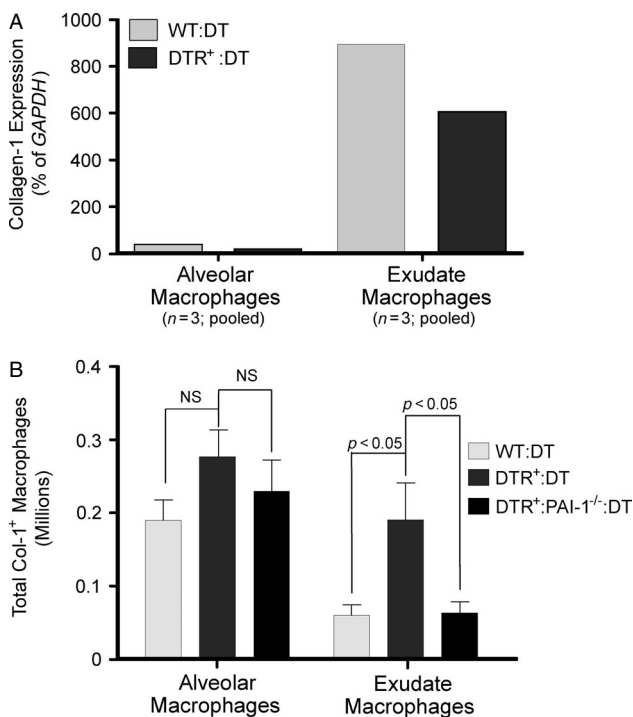 A
Collagen-1 Expression
(% of GAPDH)
1000
800
600
400
200
0
WT:DT
DTR⁺:DT
Alveolar
Macrophages
(n=3; pooled)
Exudate
Macrophages
(n=3; pooled)
B
Total Col-1⁺ Macrophages
(Millions)
0.4
0.3
0.2
0.1
0
NS
NS
p < 0.05
p < 0.05
WT:DT
DTR⁺:DT
DTR⁺:PAI-1⁻/⁻:DT
Alveolar
Macrophages
Exudate
Macrophages